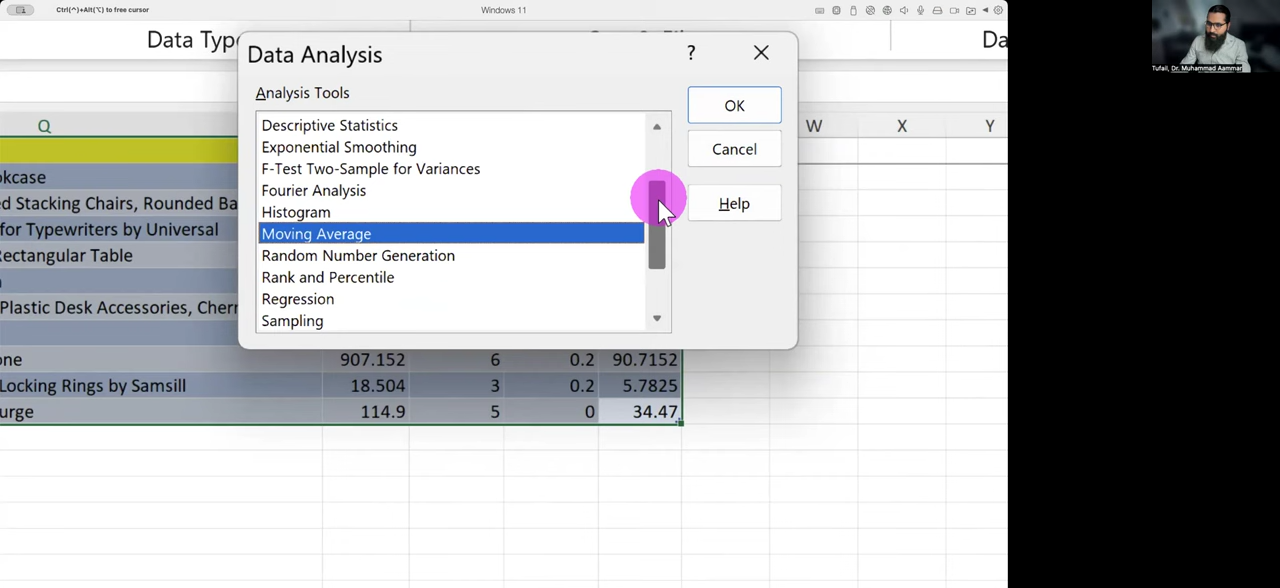 Ctrl(^)+Alt(⌥) to free cursor
Windows 11
Data Typ
Da
Data Analysis
?
Analysis Tools
Descriptive Statistics
Exponential Smoothing
F-Test Two-Sample for Variances
Fourier Analysis
Histogram
Moving Average
Random Number Generation
Rank and Percentile
Regression
Sampling
OK
Cancel
Help
Q
W
X
Y
okcase
ed Stacking Chairs, Rounded Ba
for Typewriters by Universal
Rectangular Table
Plastic Desk Accessories, Cherr
one 907.152 6 0.2 90.7152
Locking Rings by Samsill 18.504 3 0.2 5.7825
urge 114.9 5 0 34.47
Tufail, Dr. Muhammad Aammar